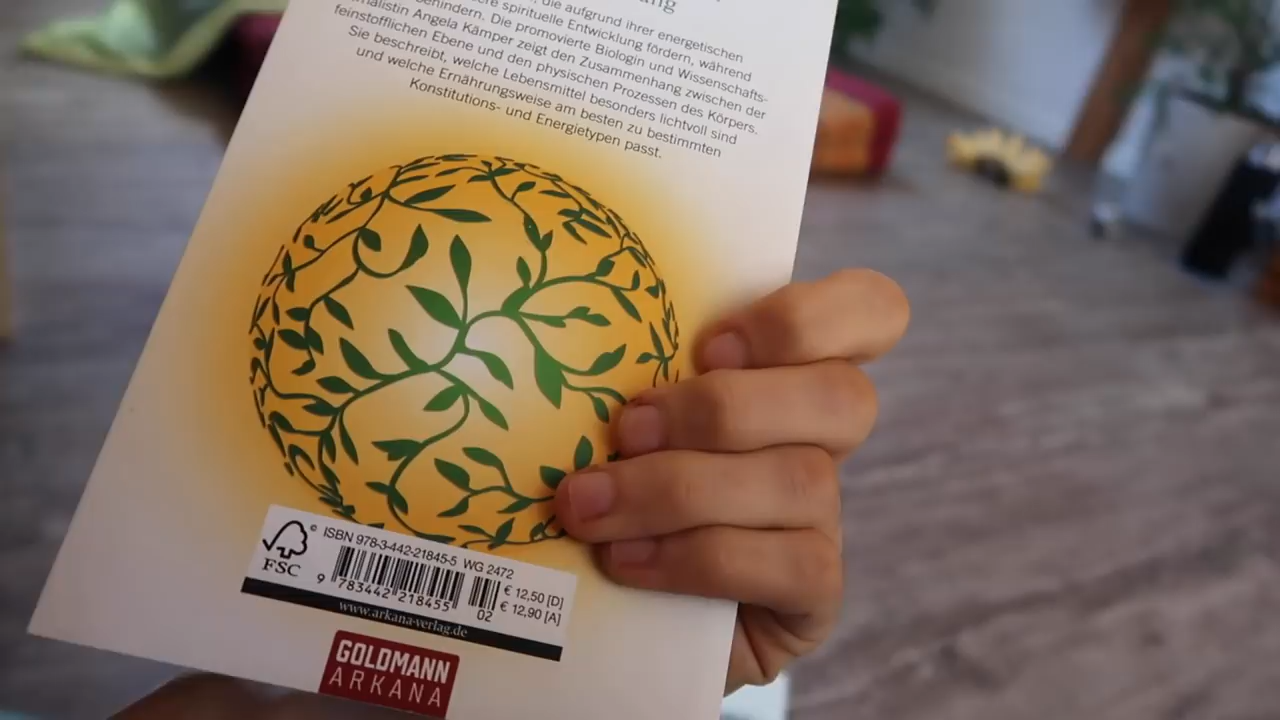 die aufgrund ihrer energetischen
spirituelle Entwicklung fördern, während
behindern. Die promovierte Biologin und Wissenschafts-
Angela Kämper zeigt den Zusammenhang zwischen der
feinstofflichen Ebene und den physischen Prozessen des Körpers.
Sie beschreibt, welche Lebensmittel besonders lichtvoll sind
und welche Ernährungsweise am besten zu bestimmten
Konstitutions- und Energietypen passt.
© ISBN 978-3-442-21845-5 WG 2472
FSC
9 783442 218455 02
€ 12,50 [D]
€ 12,90 [A]
www.arkana-verlag.de
GOLDMANN
ARKANA